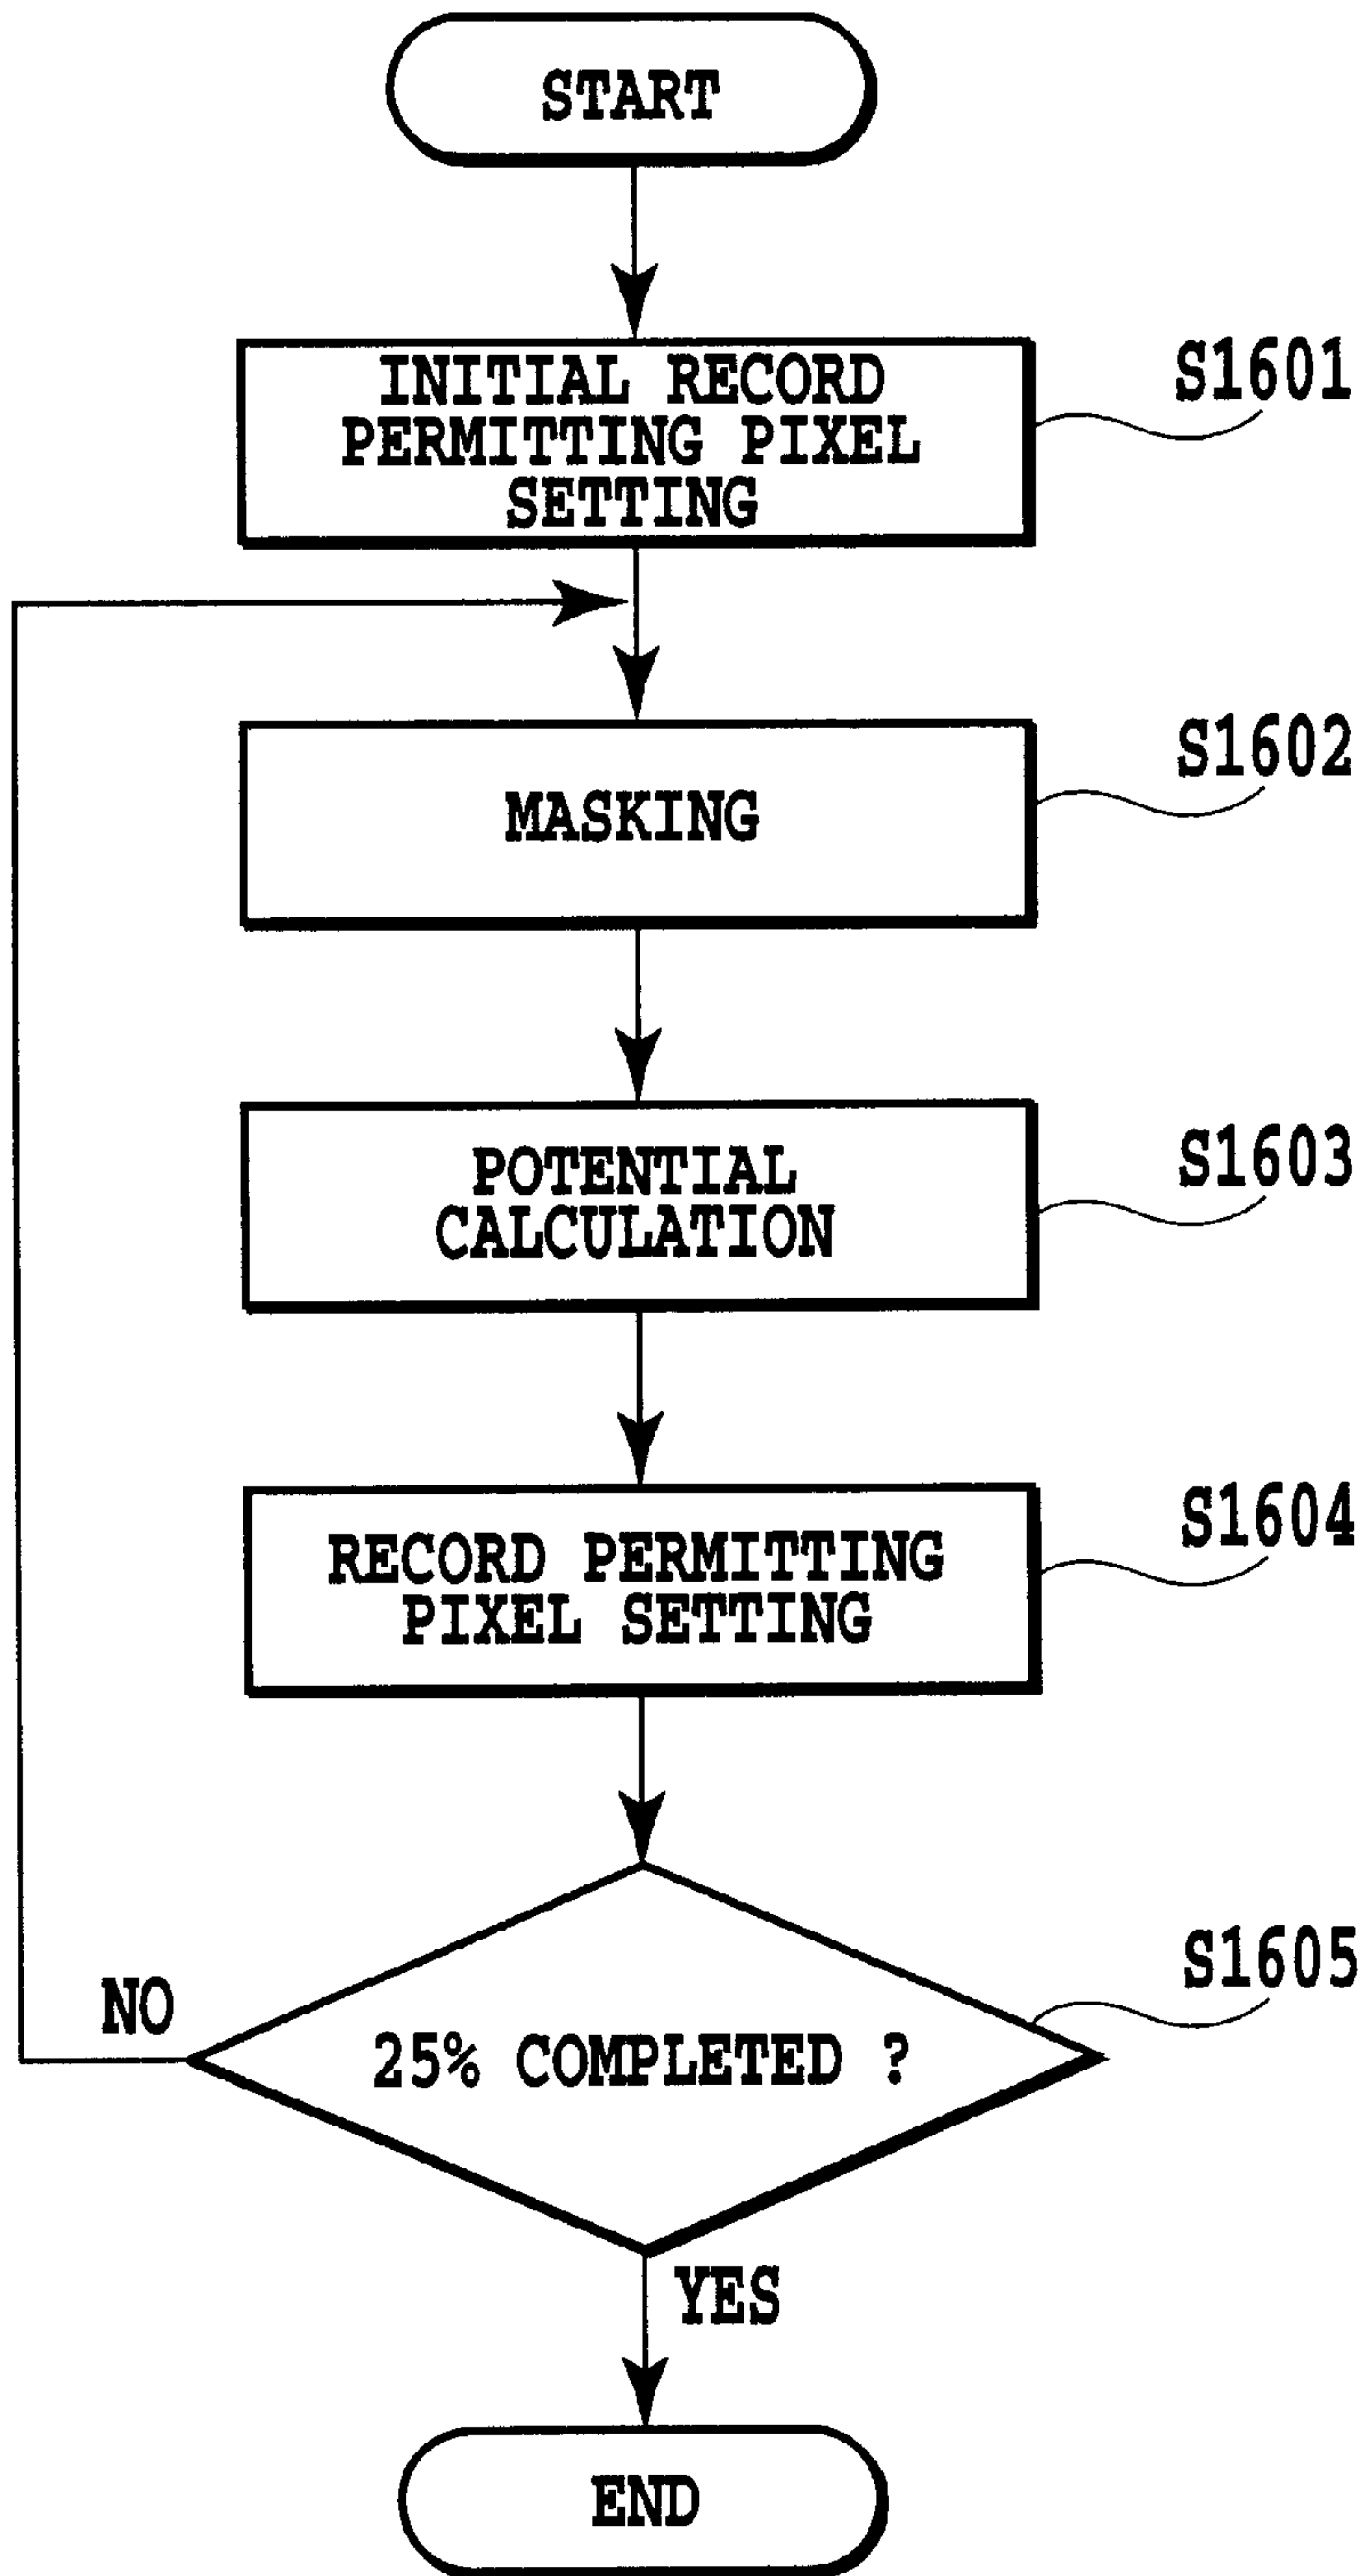 START
INITIAL RECORD
PERMITTING PIXEL
SETTING
S1601
MASKING
S1602
POTENTIAL
CALCULATION
S1603
RECORD PERMITTING
PIXEL SETTING
S1604
25% COMPLETED ?
S1605
NO
YES
END